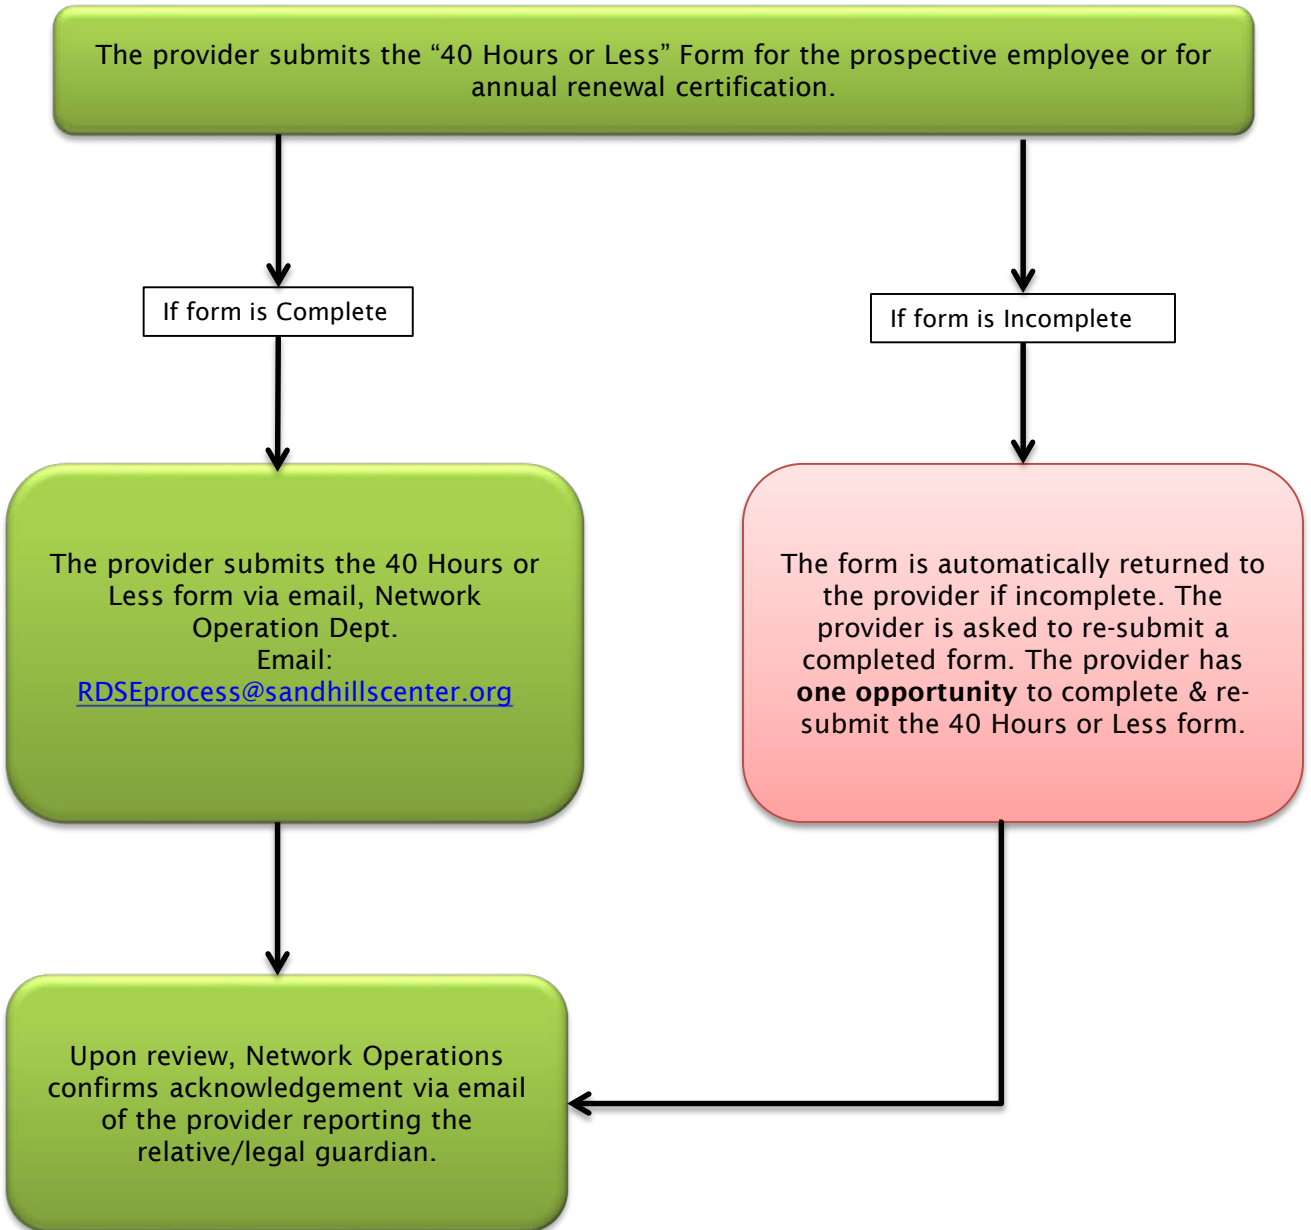 The provider submits the “40 Hours or Less” Form for the prospective employee or for
annual renewal certification.
If form is Complete
If form is Incomplete
The provider submits the 40 Hours or
Less form via email, Network
Operation Dept.
Email:
RDSEprocess@sandhillscenter.org
The form is automatically returned to
the provider if incomplete. The
provider is asked to re-submit a
completed form. The provider has
one opportunity to complete & re-
submit the 40 Hours or Less form.
Upon review, Network Operations
confirms acknowledgement via email
of the provider reporting the
relative/legal guardian.